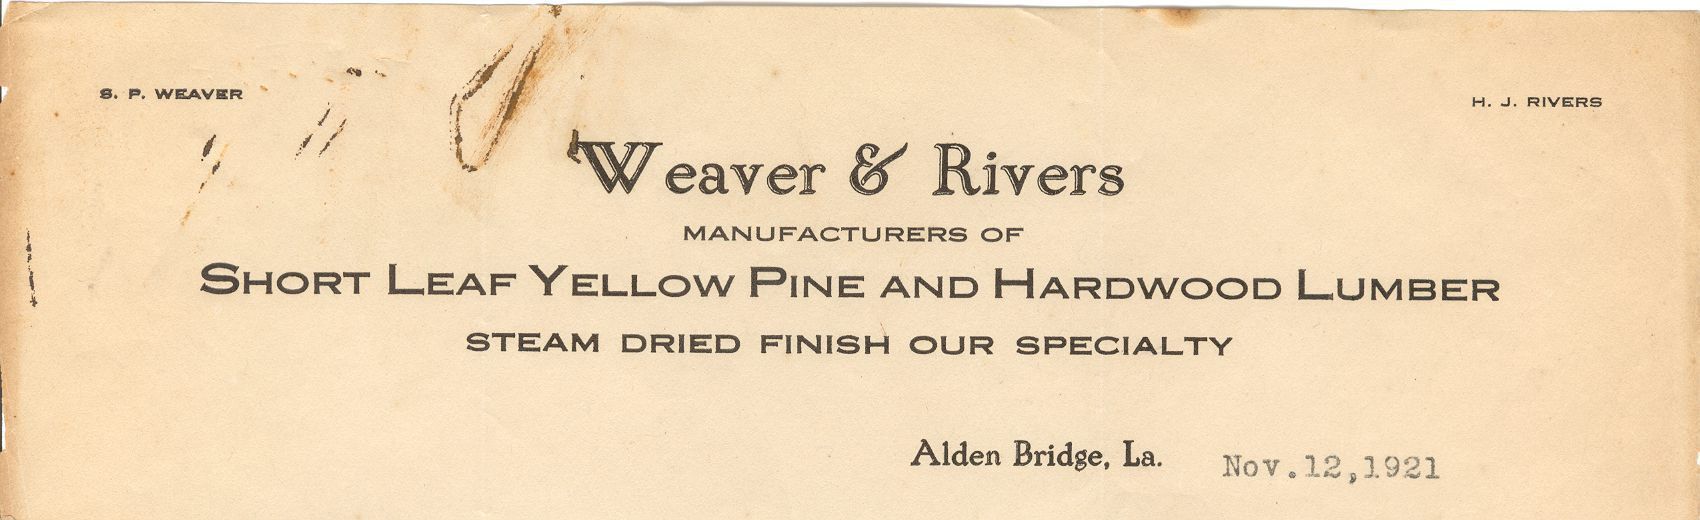 S. P. WEAVER
H. J. RIVERS
Weaver & Rivers
MANUFACTURERS OF
SHORT LEAF YELLOW PINE AND HARDWOOD LUMBER
STEAM DRIED FINISH OUR SPECIALTY
Alden Bridge, La. Nov.12,1921